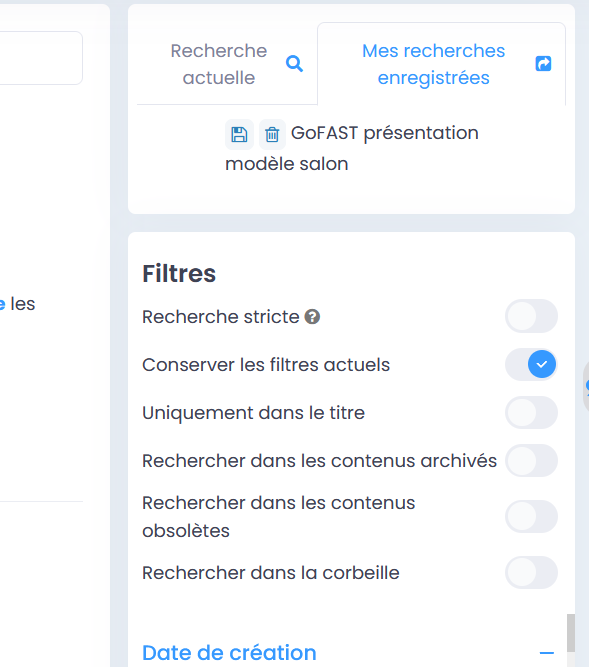 Recherche
actuelle
Mes recherches
enregistrées
GoFAST présentation
modèle salon
les
Filtres
Recherche stricte ?
Conserver les filtres actuels
Uniquement dans le titre
Rechercher dans les contenus archivés
Rechercher dans les contenus
obsolètes
Rechercher dans la corbeille
Date de création